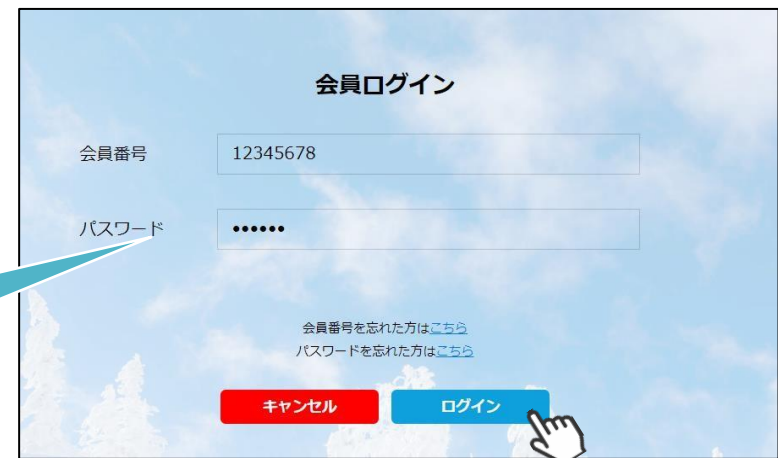 会員ログイン
会員番号 12345678
パスワード ••••••
会員番号を忘れた方はこちら
パスワードを忘れた方はこちら
キャンセル ログイン